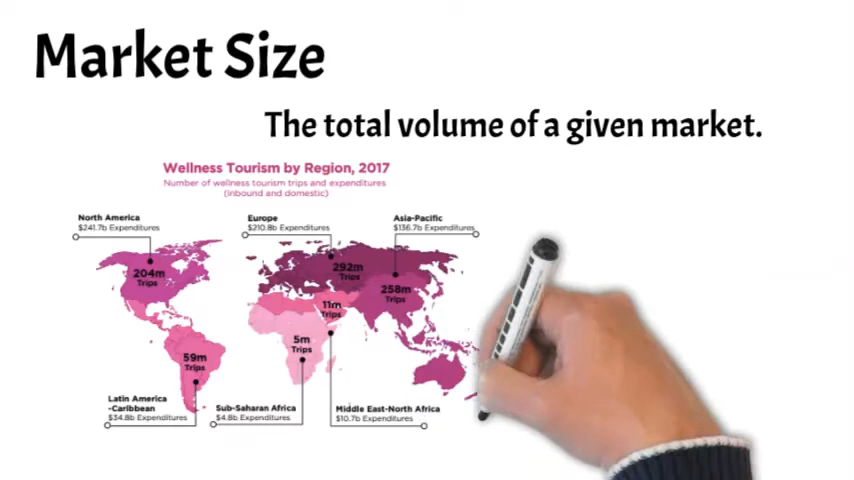 Market Size
The total volume of a given market.
Wellness Tourism by Region, 2017
Number of wellness tourism trips and expenditures
(inbound and domestic)
North America
$241.7b Expenditures
Europe
$210.8b Expenditures
Asia-Pacific
$136.7b Expenditures
204m
Trips
292m
Trips
258m
Trips
11m
Trips
5m
Trips
59m
Trips
Latin America
-Caribbean
$34.8b Expenditures
Sub-Saharan Africa
$4.8b Expenditures
Middle East-North Africa
$10.7b Expenditures